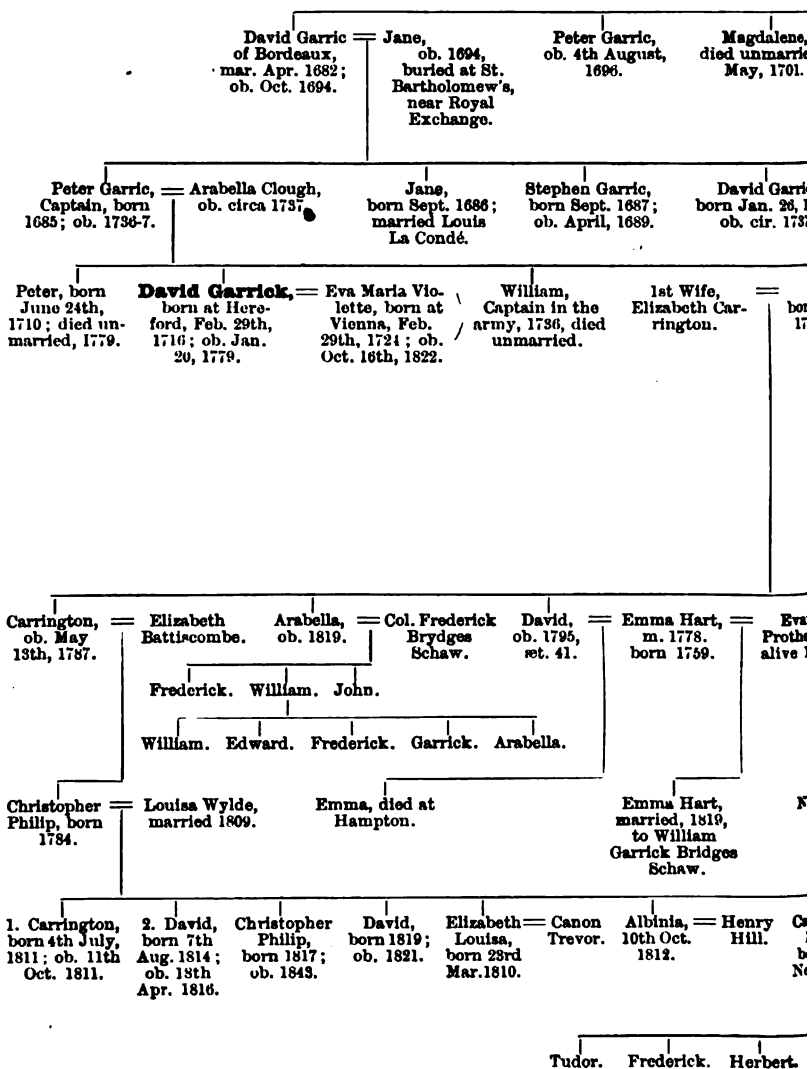 David Garric = Jane,
of Bordeaux,
mar. Apr. 1682;
ob. Oct. 1694.
ob. 1694,
buried at St.
Bartholomew's,
near Royal
Exchange.
Peter Garric,
ob. 4th August,
1696.
Magdalene,
died unmarrie
May, 1701.
Peter Garric,
Captain, born
1685; ob. 1736-7.
= Arabella Clough,
ob. circa 1737.
Jane,
born Sept. 1686;
married Louis
La Condé.
Stephen Garric,
born Sept. 1687;
ob. April, 1689.
David Garri
born Jan. 26, 1
ob. cir. 173
Peter, born
June 24th,
1710; died un-
married, 1779.
David Garrick,
born at Here-
ford, Feb. 29th,
1716; ob. Jan.
20, 1779.
= Eva Maria Vio-
lette, born at
Vienna, Feb.
29th, 1724; ob.
Oct. 16th, 1822.
William,
Captain in the
army, 1736, died
unmarried.
1st Wife, =
Elizabeth Car-
rington.
bor
17
Carrington,
ob. May
13th, 1787.
= Elizabeth
Battiscombe.
Arabella,
ob. 1819.
= Col. Frederick
Brydges
Schaw.
David,
ob. 1795,
æt. 41.
= Emma Hart, =
m. 1778.
born 1759.
Eva
Prothe
alive 1
Frederick. William. John.
William. Edward. Frederick. Garrick. Arabella.
Christopher
Philip, born
1784.
= Louisa Wylde,
married 1809.
Emma, died at
Hampton.
Emma Hart,
married, 1819,
to William
Garrick Bridges
Schaw.
N
1. Carrington,
born 4th July,
1811; ob. 11th
Oct. 1811.
2. David,
born 7th
Aug. 1814;
ob. 18th
Apr. 1816.
Christopher
Philip,
born 1817;
ob. 1843.
David,
born 1819;
ob. 1821.
Elizabeth
Louisa,
born 23rd
Mar. 1810.
= Canon
Trevor.
Albinia,
10th Oct.
1812.
= Henry
Hill.
Ca
b
No
Tudor. Frederick. Herbert.